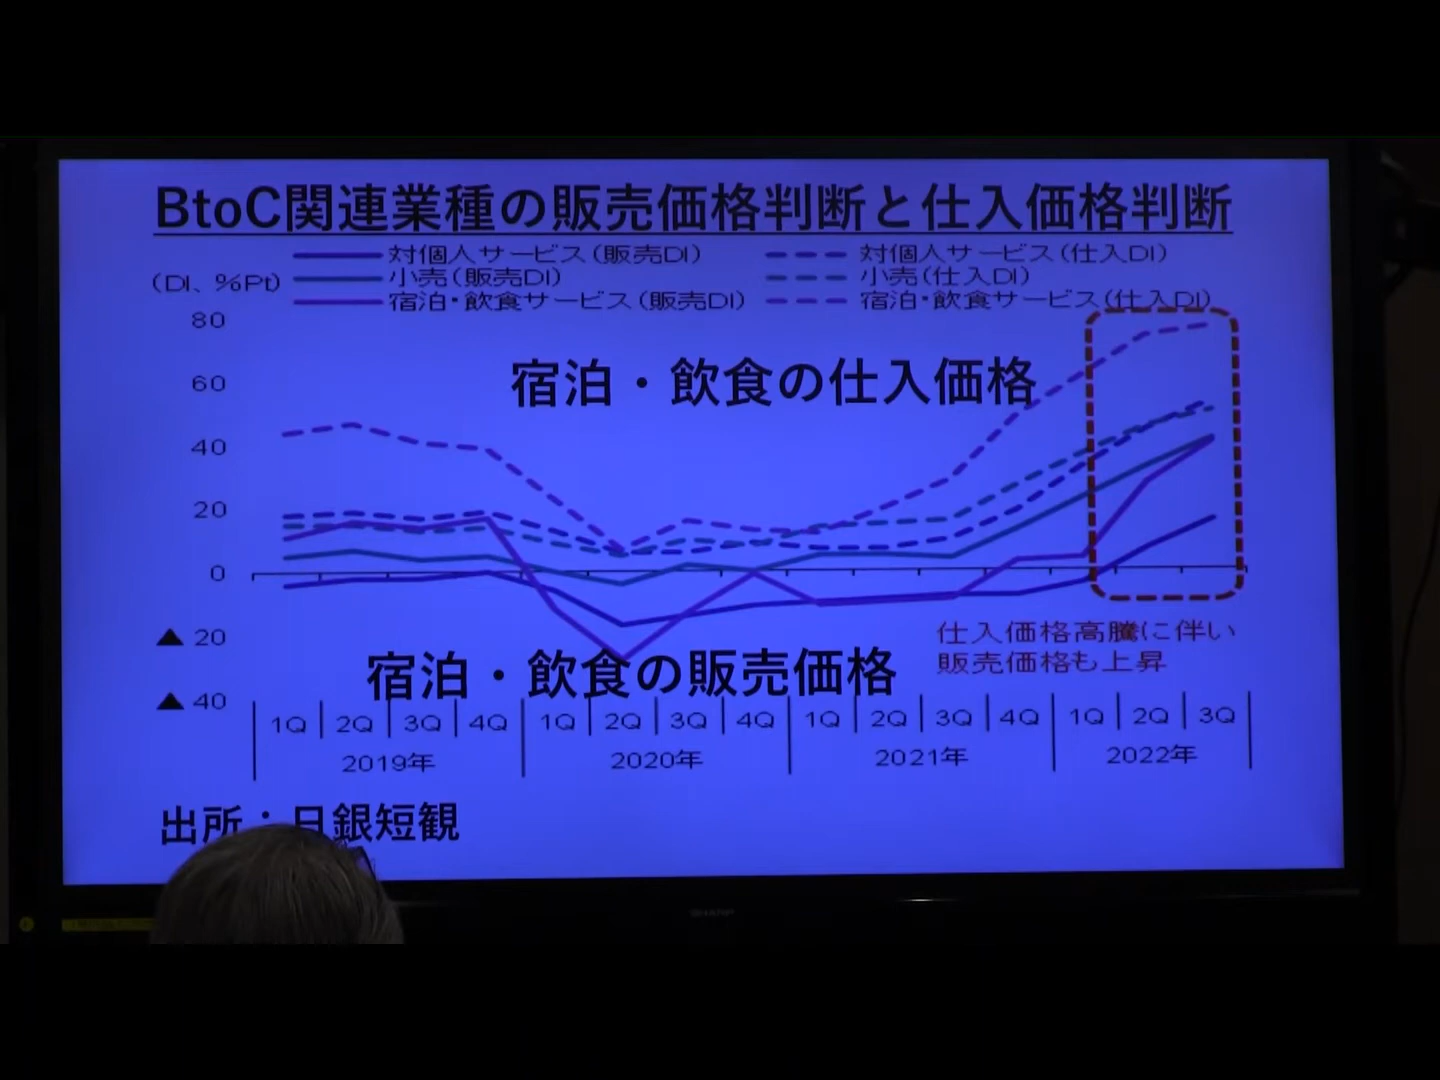 BtoC関連業種の販売価格判断と仕入価格判断
対個人サービス(販売DI)
対個人サービス(仕入DI)
(DI、%Pt)
小売(販売DI)
小売(仕入DI)
宿泊・飲食サービス(販売DI)
宿泊・飲食サービス(仕入DI)
80
宿泊・飲食の仕入価格
60
40
20
0
▲ 20
仕入価格高騰に伴い
販売価格も上昇
宿泊・飲食の販売価格
▲ 40
1Q 2Q 3Q 4Q 1Q 2Q 3Q 4Q 1Q 2Q 3Q 4Q 1Q 2Q 3Q
2019年 2020年 2021年 2022年
出所:日銀短観
SHARP